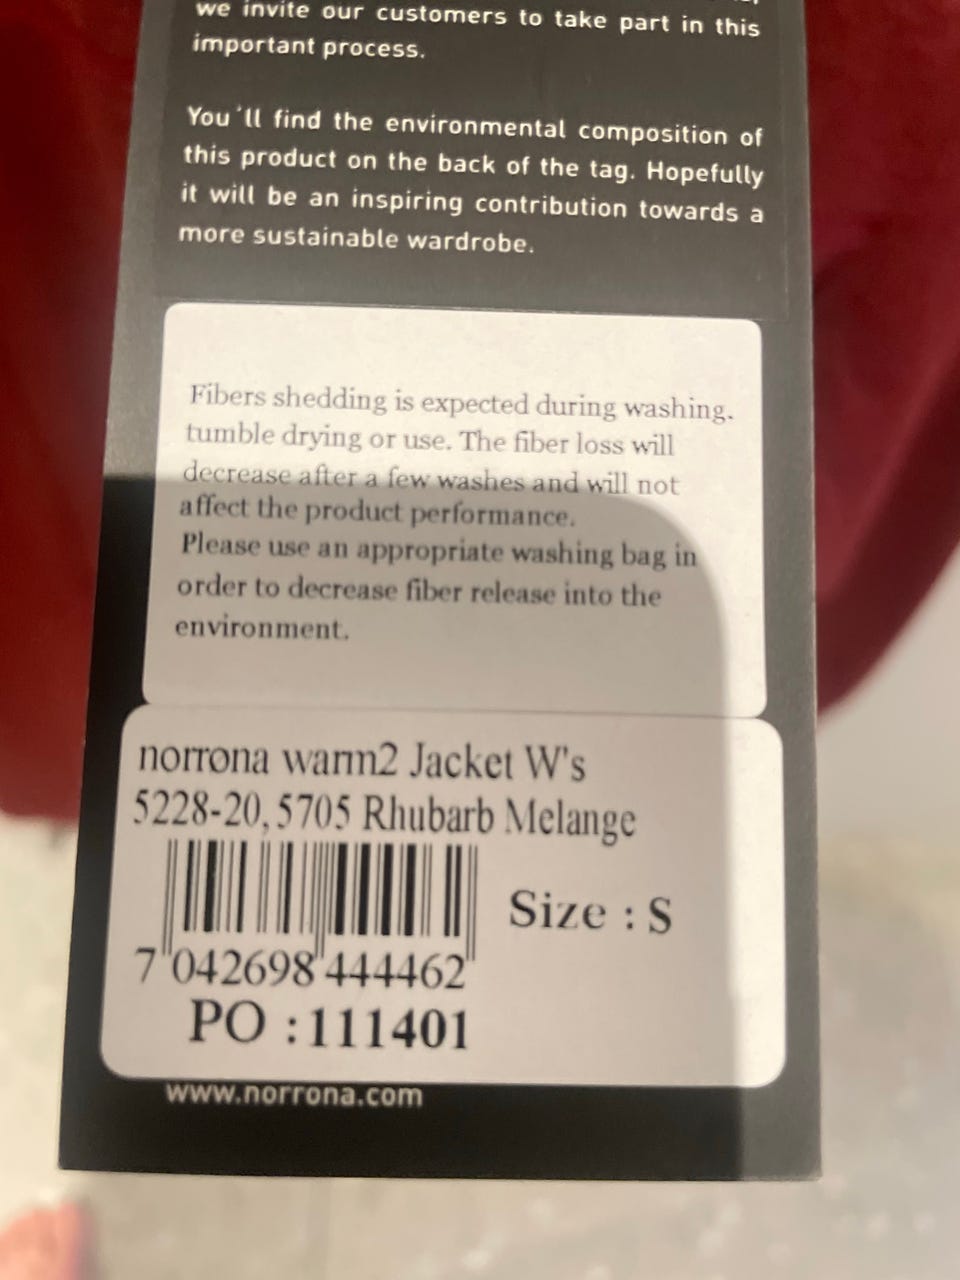 we invite our customers to take part in this
important process.
You'll find the environmental composition of
this product on the back of the tag. Hopefully
it will be an inspiring contribution towards a
more sustainable wardrobe.
Fibers shedding is expected during washing.
tumble drying or use. The fiber loss will
decrease after a few washes and will not
affect the product performance.
Please use an appropriate washing bag in
order to decrease fiber release into the
environment.
norrona warm2 Jacket W's
5228-20, 5705 Rhubarb Melange
Size : S
7 042698 444462
PO : 111401
www.norrona.com